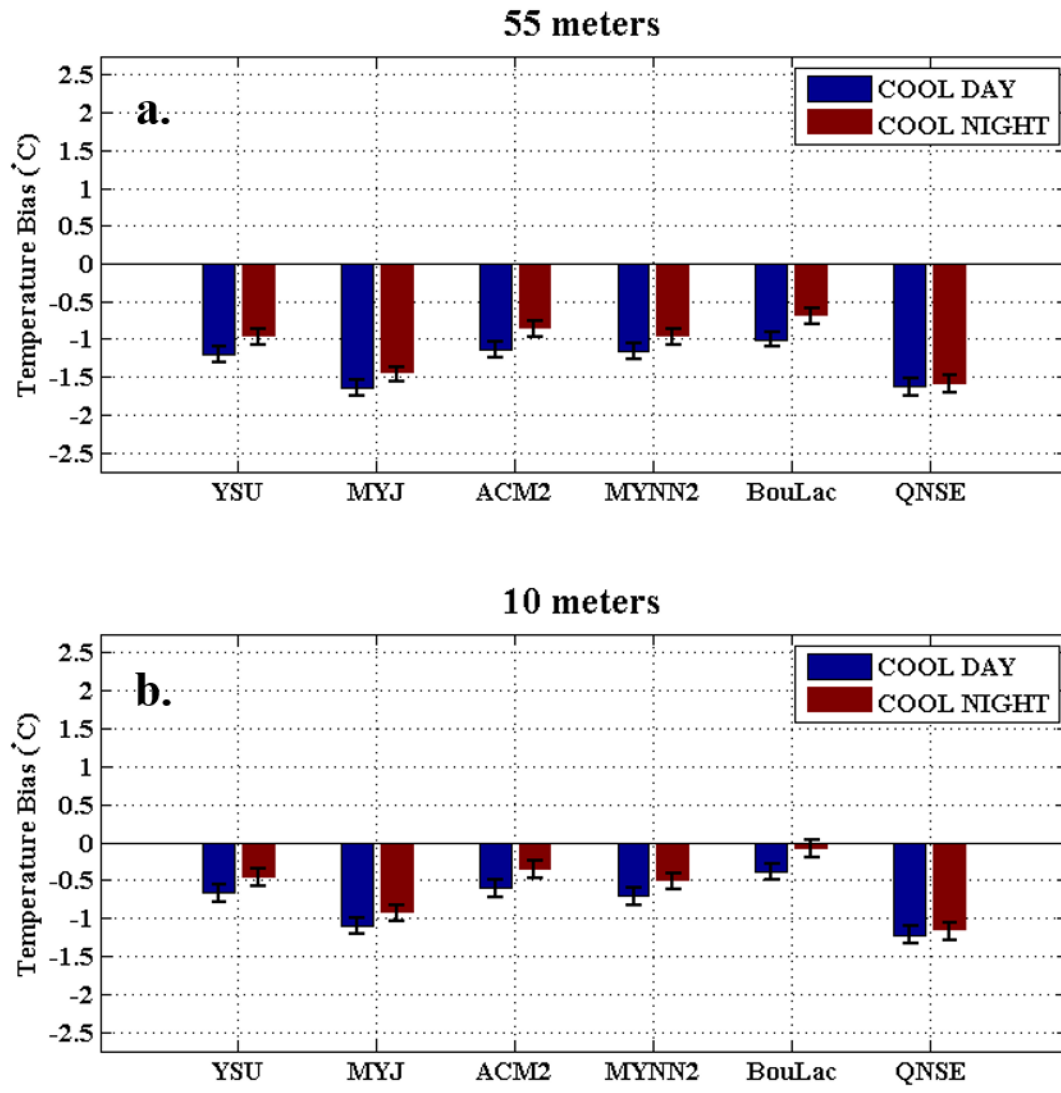 55 meters
a.
COOL DAY
COOL NIGHT
Temperature Bias (˚C)
2.5
2
1.5
1
0.5
0
-0.5
-1
-1.5
-2
-2.5
YSU MYJ ACM2 MYNN2 BouLac QNSE
10 meters
b.
COOL DAY
COOL NIGHT
Temperature Bias (˚C)
2.5
2
1.5
1
0.5
0
-0.5
-1
-1.5
-2
-2.5
YSU MYJ ACM2 MYNN2 BouLac QNSE